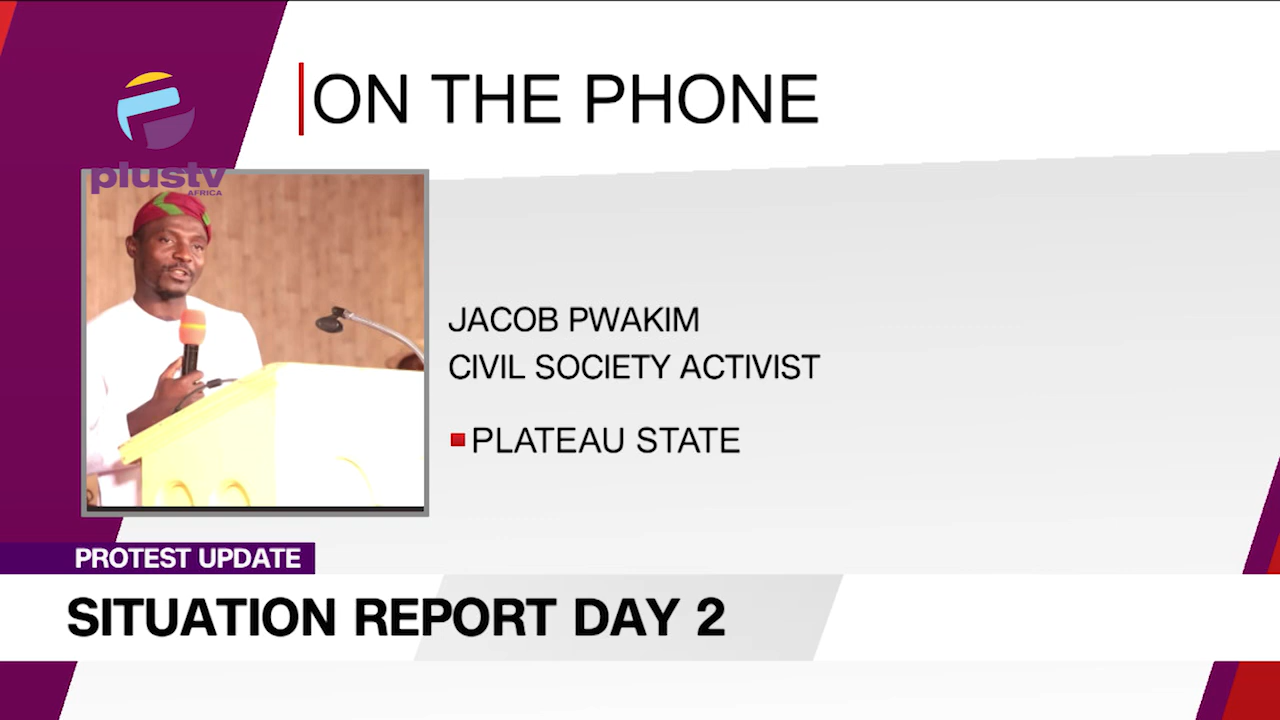 ON THE PHONE
plustv
AFRICA
JACOB PWAKIM
CIVIL SOCIETY ACTIVIST
PLATEAU STATE
PROTEST UPDATE
SITUATION REPORT DAY 2